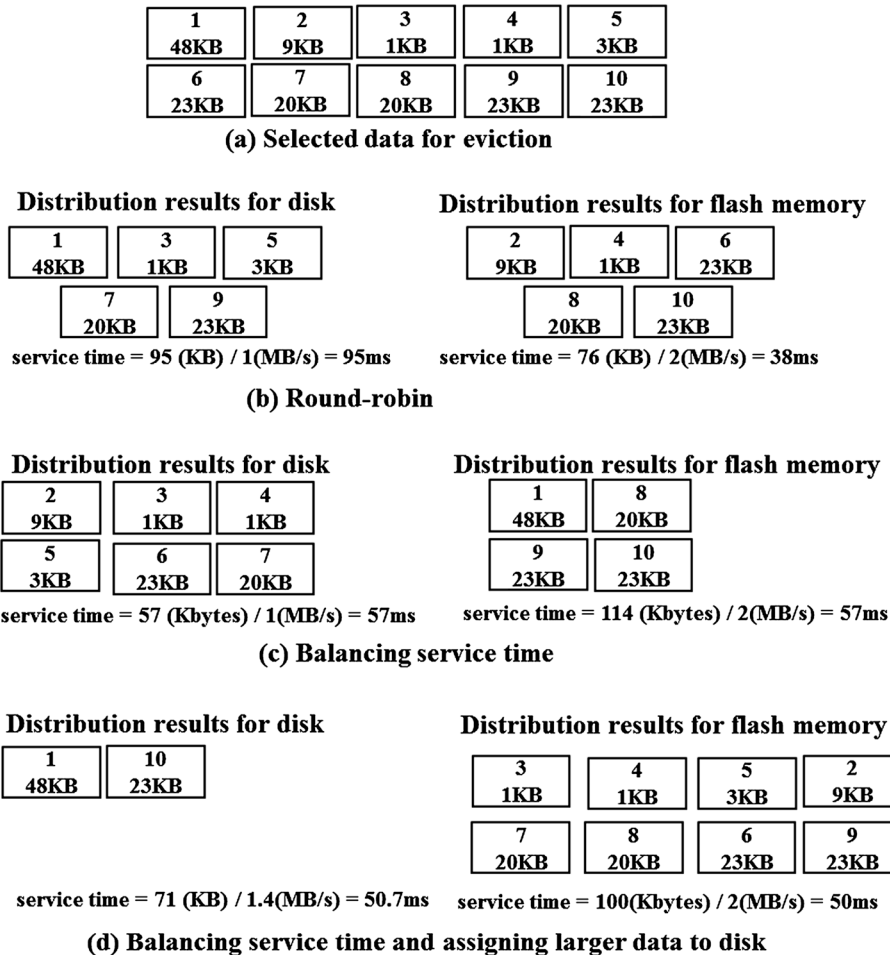 1 2 3 4 5
48KB 9KB 1KB 1KB 3KB
6 7 8 9 10
23KB 20KB 20KB 23KB 23KB
(a) Selected data for eviction
Distribution results for disk
1 3 5
48KB 1KB 3KB
7 9
20KB 23KB
service time = 95 (KB) / 1(MB/s) = 95ms
Distribution results for flash memory
2 4 6
9KB 1KB 23KB
8 10
20KB 23KB
service time = 76 (KB) / 2(MB/s) = 38ms
(b) Round-robin
Distribution results for disk
2 3 4
9KB 1KB 1KB
5 6 7
3KB 23KB 20KB
service time = 57 (Kbytes) / 1(MB/s) = 57ms
Distribution results for flash memory
1 8
48KB 20KB
9 10
23KB 23KB
service time = 114 (Kbytes) / 2(MB/s) = 57ms
(c) Balancing service time
Distribution results for disk
1 10
48KB 23KB
service time = 71 (KB) / 1.4(MB/s) = 50.7ms
Distribution results for flash memory
3 4 5 2
1KB 1KB 3KB 9KB
7 8 6 9
20KB 20KB 23KB 23KB
service time = 100(Kbytes) / 2(MB/s) = 50ms
(d) Balancing service time and assigning larger data to disk